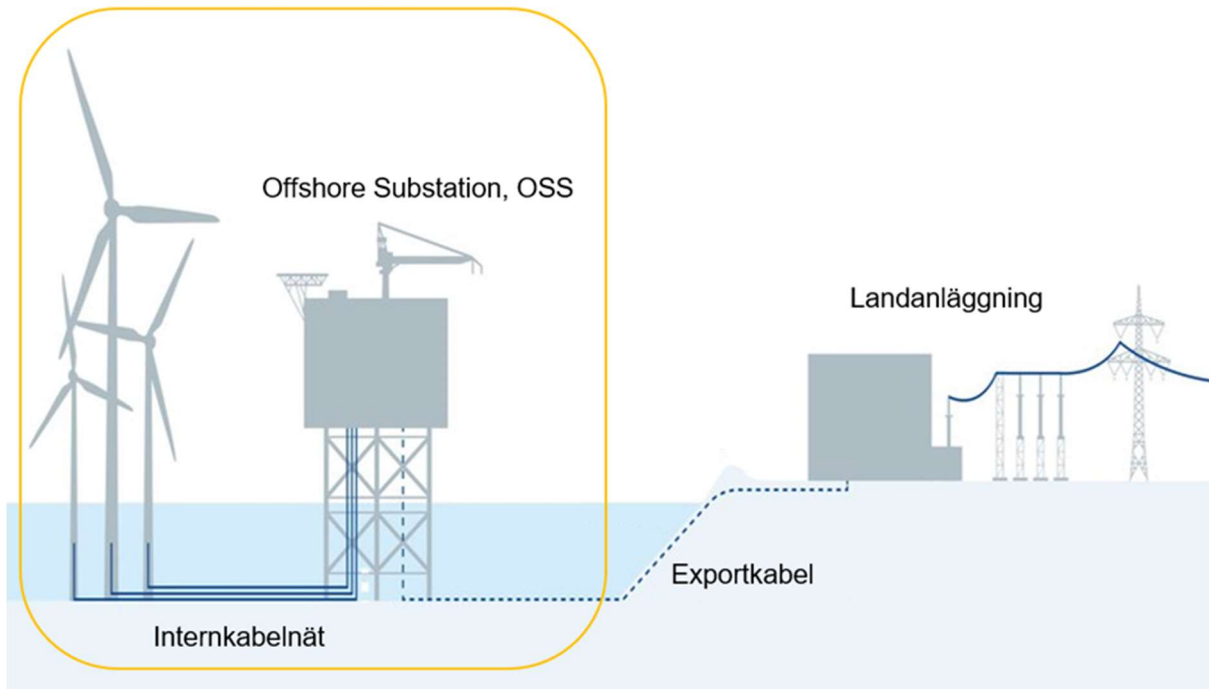 Offshore Substation, OSS
Landanläggning
Exportkabel
Internkabelnät